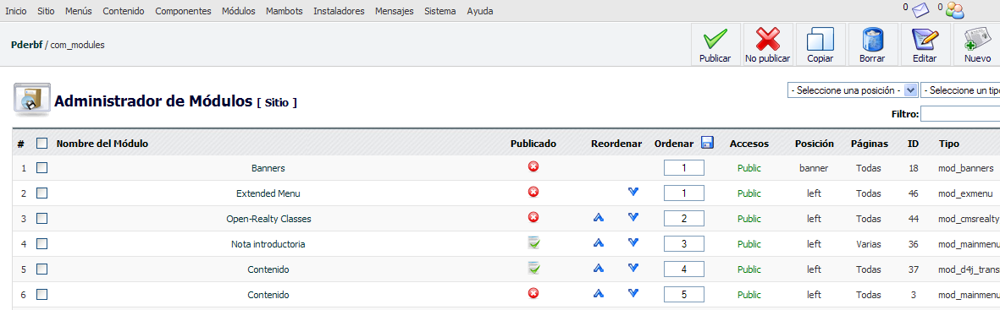 Inicio Sitio Menús Contenido Componentes Módulos Mambots Instaladores Mensajes Sistema Ayuda 0 0
Pderbf / com_modules
Publicar No publicar Copiar Borrar Editar Nuevo
- Seleccione una posición - - Seleccione un tipo
Administrador de Módulos [ Sitio ]
Filtro:
# Nombre del Módulo Publicado Reordenar Ordenar Accesos Posición Páginas ID Tipo
1 Banners 1 Public banner Todas 18 mod_banners
2 Extended Menu 1 Public left Todas 46 mod_exmenu
3 Open-Realty Classes 2 Public left Todas 44 mod_cmsrealty
4 Nota introductoria 3 Public left Varias 36 mod_mainmenu
5 Contenido 4 Public left Todas 37 mod_d4j_trans
6 Contenido 5 Public left Todas 3 mod_mainmenu